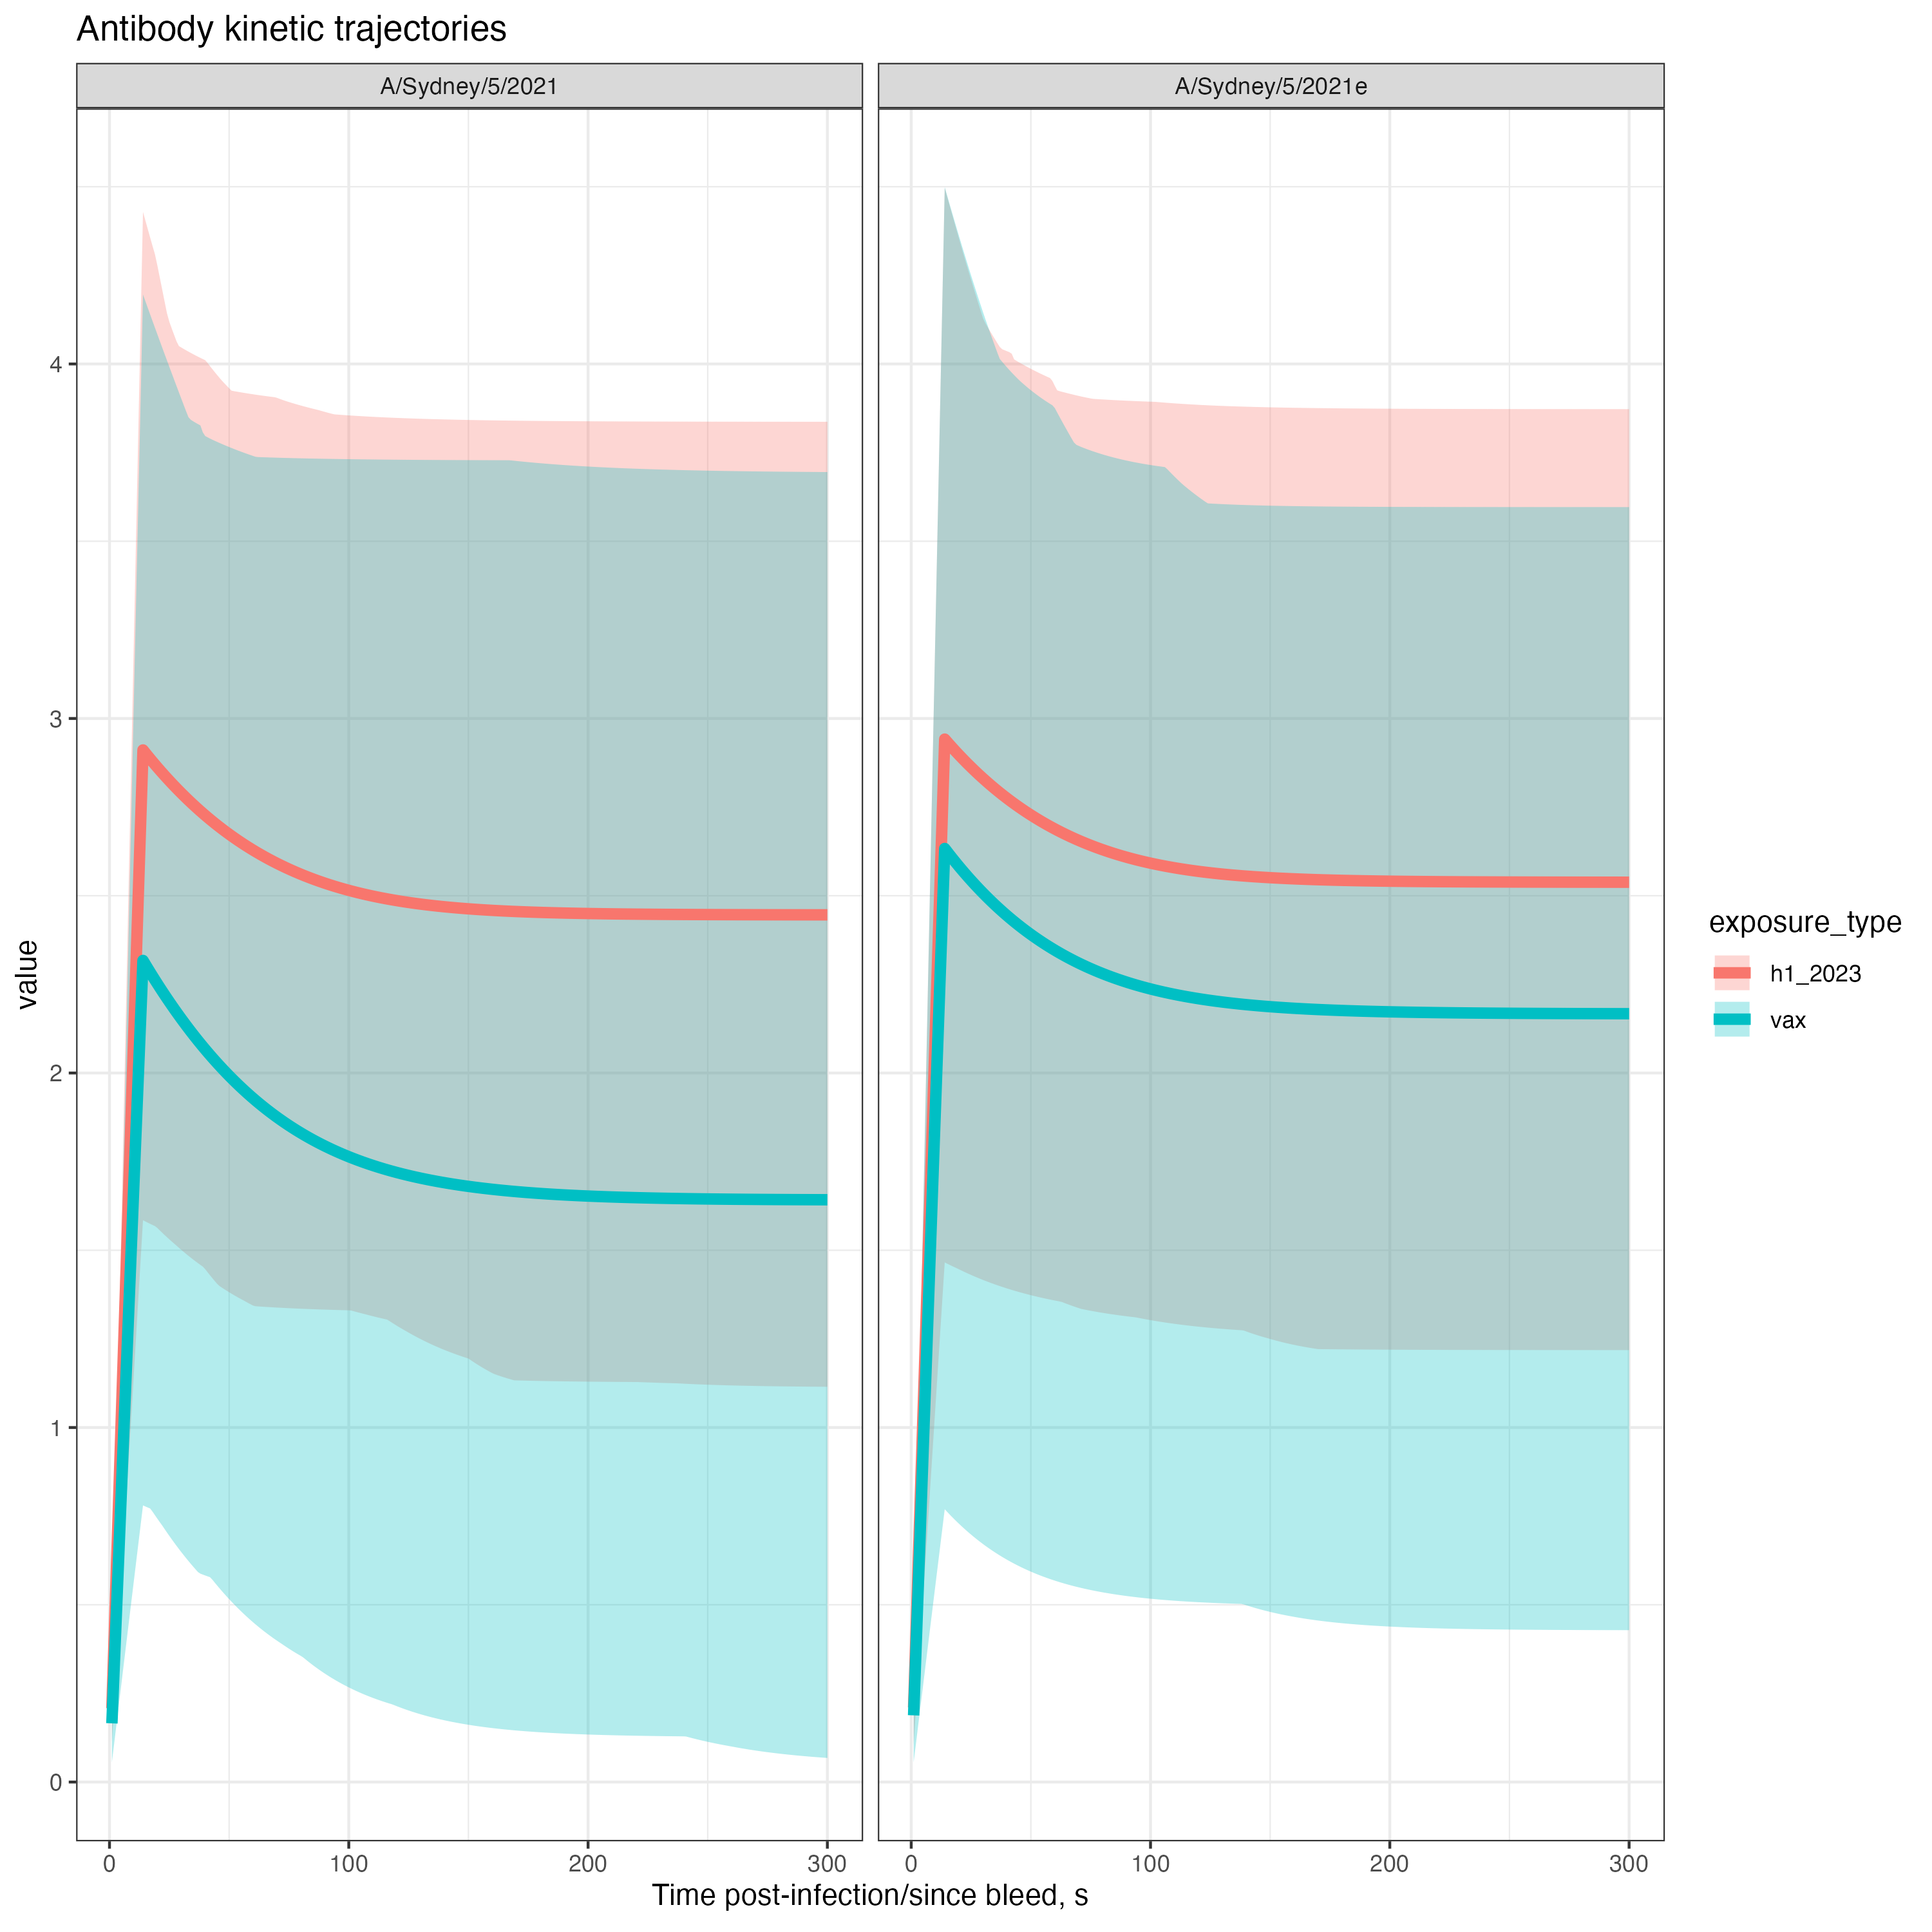 Antibody kinetic trajectories
A/Sydney/5/2021
A/Sydney/5/2021e
4
3
2
1
0
value
0 100 200 300
0 100 200 300
Time post-infection/since bleed, s
exposure_type
h1_2023
vax